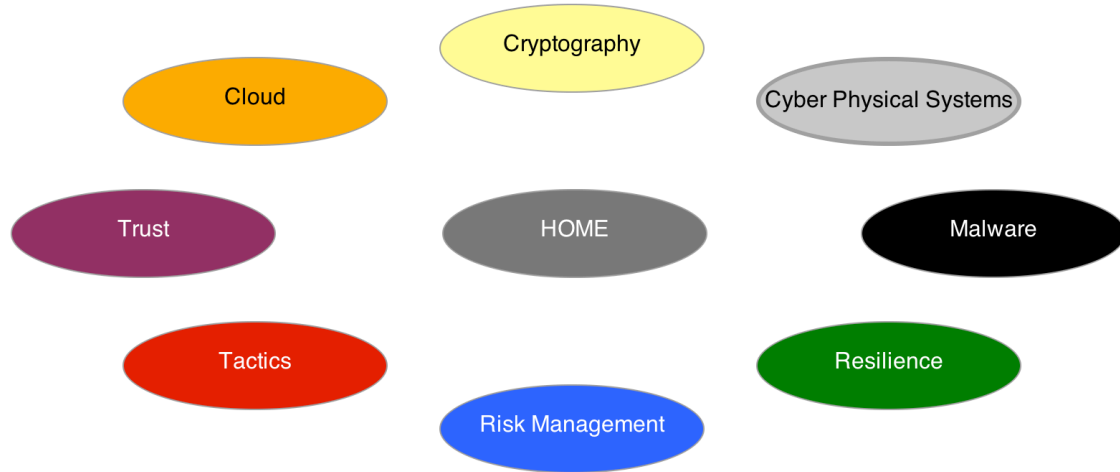 Cryptography
Cloud
Cyber Physical Systems
Trust
HOME
Malware
Tactics
Resilience
Risk Management